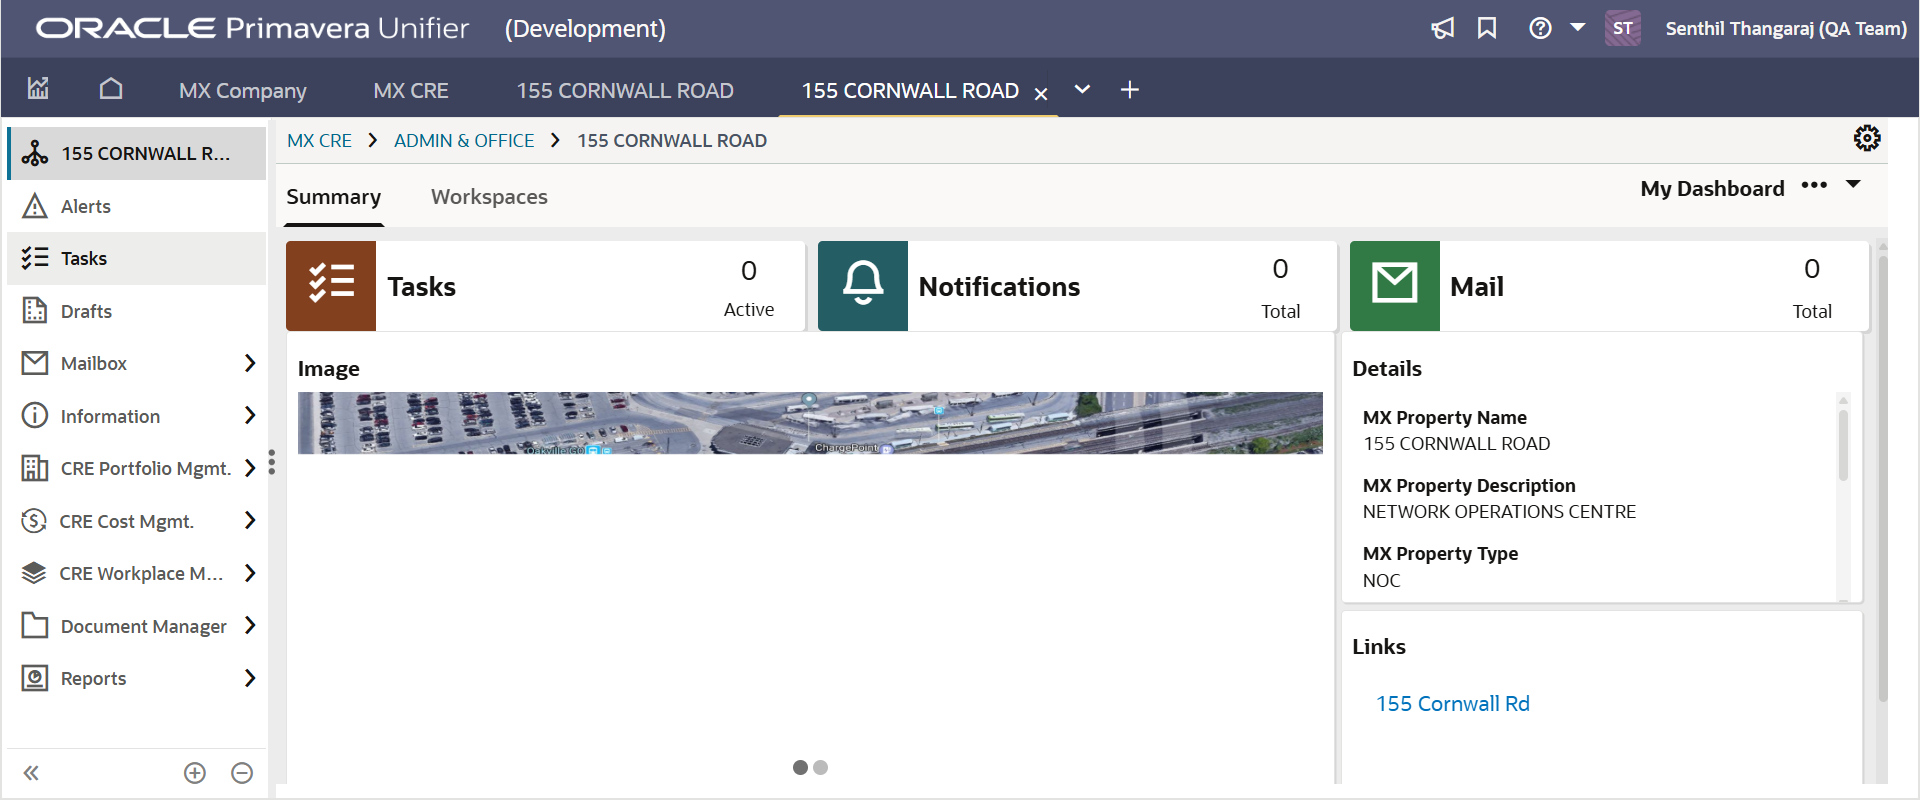 ORACLE Primavera Unifier (Development)
ST Senthil Thangaraj (QA Team)
MX Company MX CRE 155 CORNWALL ROAD 155 CORNWALL ROAD
155 CORNWALL R...
Alerts
Tasks
Drafts
Mailbox
Information
CRE Portfolio Mgmt.
CRE Cost Mgmt.
CRE Workplace M...
Document Manager
Reports
MX CRE ADMIN & OFFICE 155 CORNWALL ROAD
Summary Workspaces
My Dashboard
Tasks
0
Active
Notifications
0
Total
Mail
0
Total
Image
Oakville GO
ChargePoint
Details
MX Property Name
155 CORNWALL ROAD
MX Property Description
NETWORK OPERATIONS CENTRE
MX Property Type
NOC
Links
155 Cornwall Rd